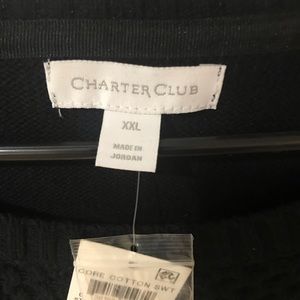 CHARTER CLUB
XXL
MADE IN
JORDAN
CORE COTTON SWT